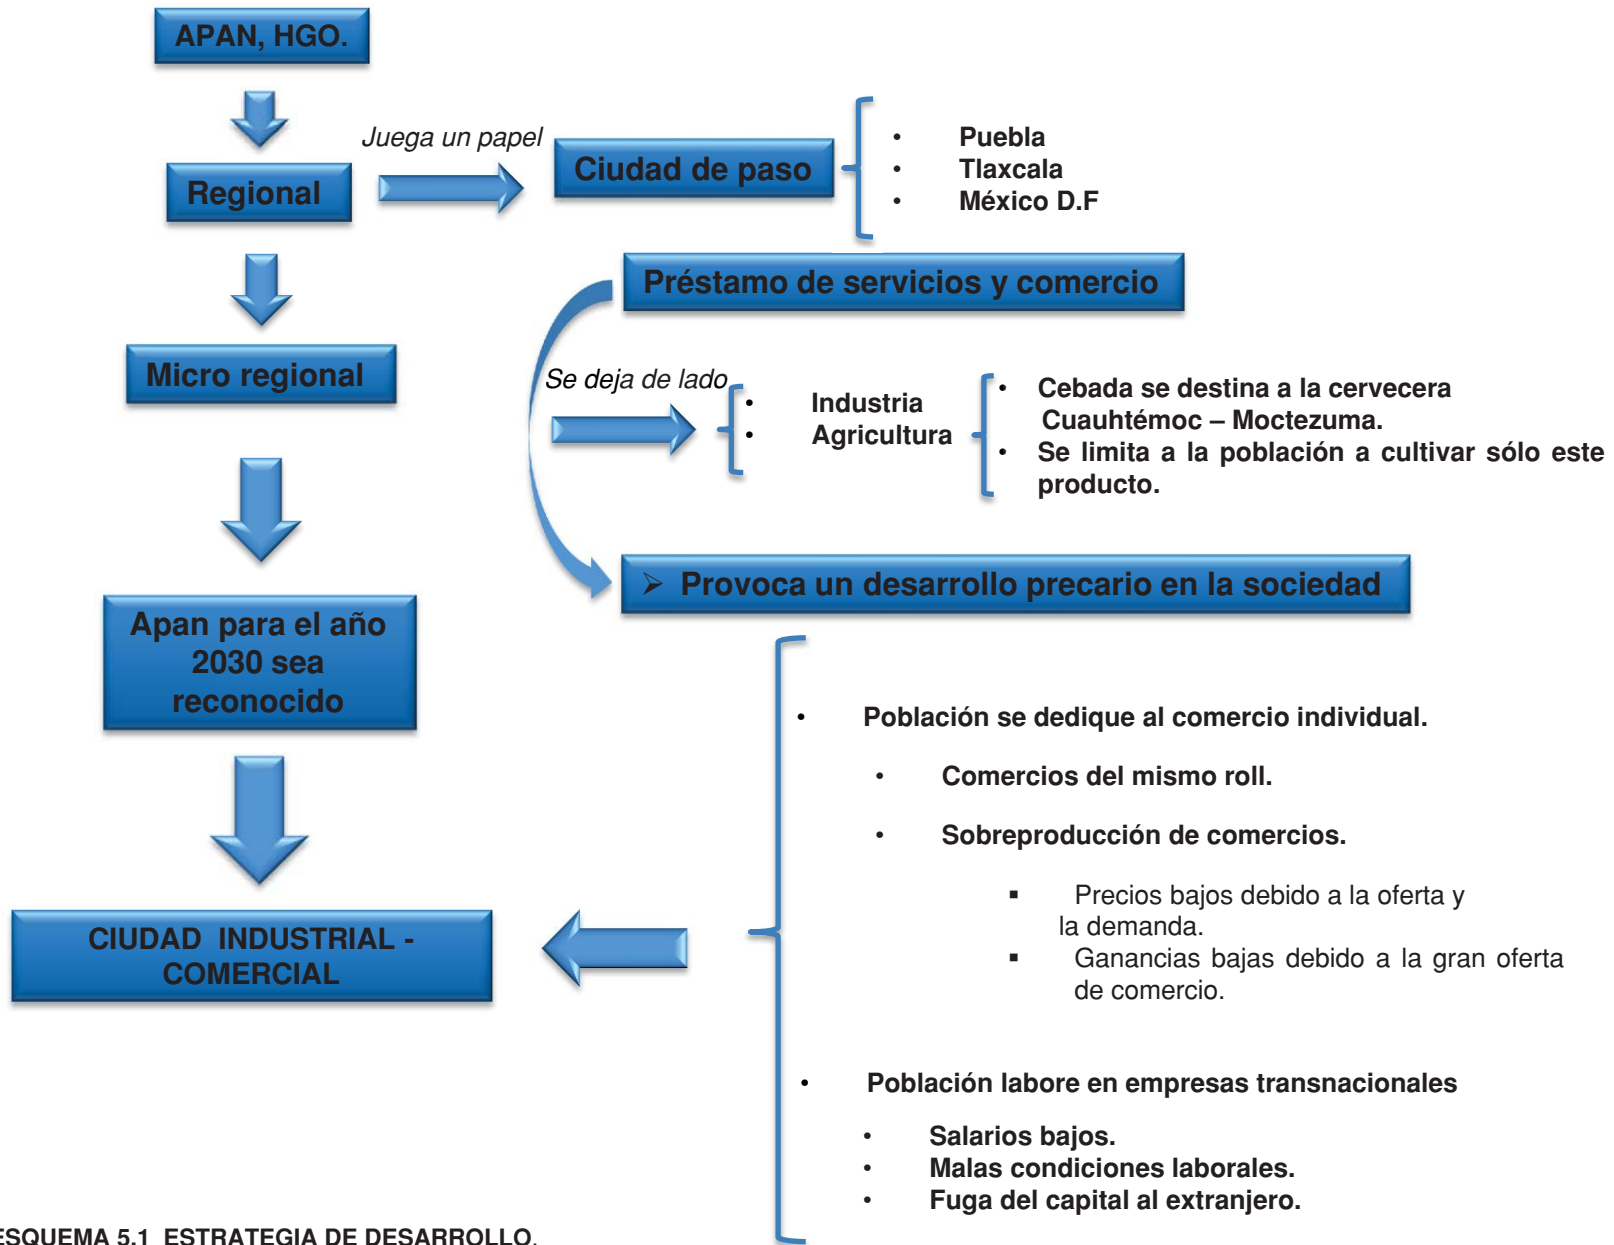 APAN, HGO.
Juega un papel
Regional
Ciudad de paso
• Puebla
• Tlaxcala
• México D.F
Préstamo de servicios y comercio
Micro regional
Se deja de lado
• Industria
• Agricultura
• Cebada se destina a la cervecera
Cuauhtémoc – Moctezuma.
• Se limita a la población a cultivar sólo este
producto.
➢ Provoca un desarrollo precario en la sociedad
Apan para el año
2030 sea
reconocido
• Población se dedique al comercio individual.
• Comercios del mismo roll.
• Sobreproducción de comercios.
▪ Precios bajos debido a la oferta y
la demanda.
▪ Ganancias bajas debido a la gran oferta
de comercio.
CIUDAD INDUSTRIAL -
COMERCIAL
• Población labore en empresas transnacionales
• Salarios bajos.
• Malas condiciones laborales.
• Fuga del capital al extranjero.
ESQUEMA 5.1 ESTRATEGIA DE DESARROLLO.